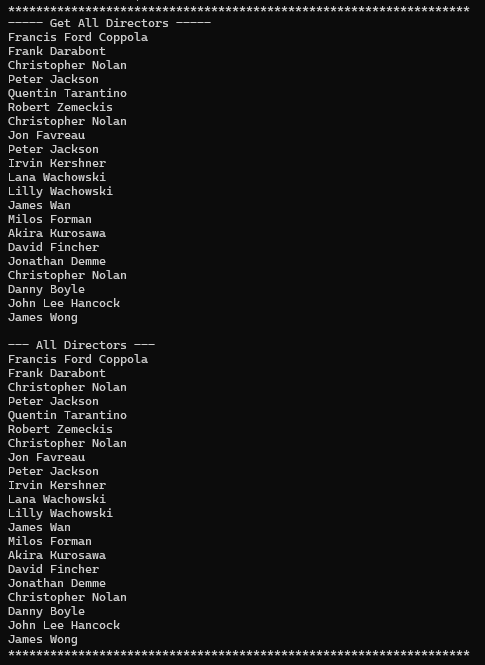 ******************************************************************
----- Get All Directors -----
Francis Ford Coppola
Frank Darabont
Christopher Nolan
Peter Jackson
Quentin Tarantino
Robert Zemeckis
Christopher Nolan
Jon Favreau
Peter Jackson
Irvin Kershner
Lana Wachowski
Lilly Wachowski
James Wan
Milos Forman
Akira Kurosawa
David Fincher
Jonathan Demme
Christopher Nolan
Danny Boyle
John Lee Hancock
James Wong

--- All Directors ---
Francis Ford Coppola
Frank Darabont
Christopher Nolan
Peter Jackson
Quentin Tarantino
Robert Zemeckis
Christopher Nolan
Jon Favreau
Peter Jackson
Irvin Kershner
Lana Wachowski
Lilly Wachowski
James Wan
Milos Forman
Akira Kurosawa
David Fincher
Jonathan Demme
Christopher Nolan
Danny Boyle
John Lee Hancock
James Wong
******************************************************************